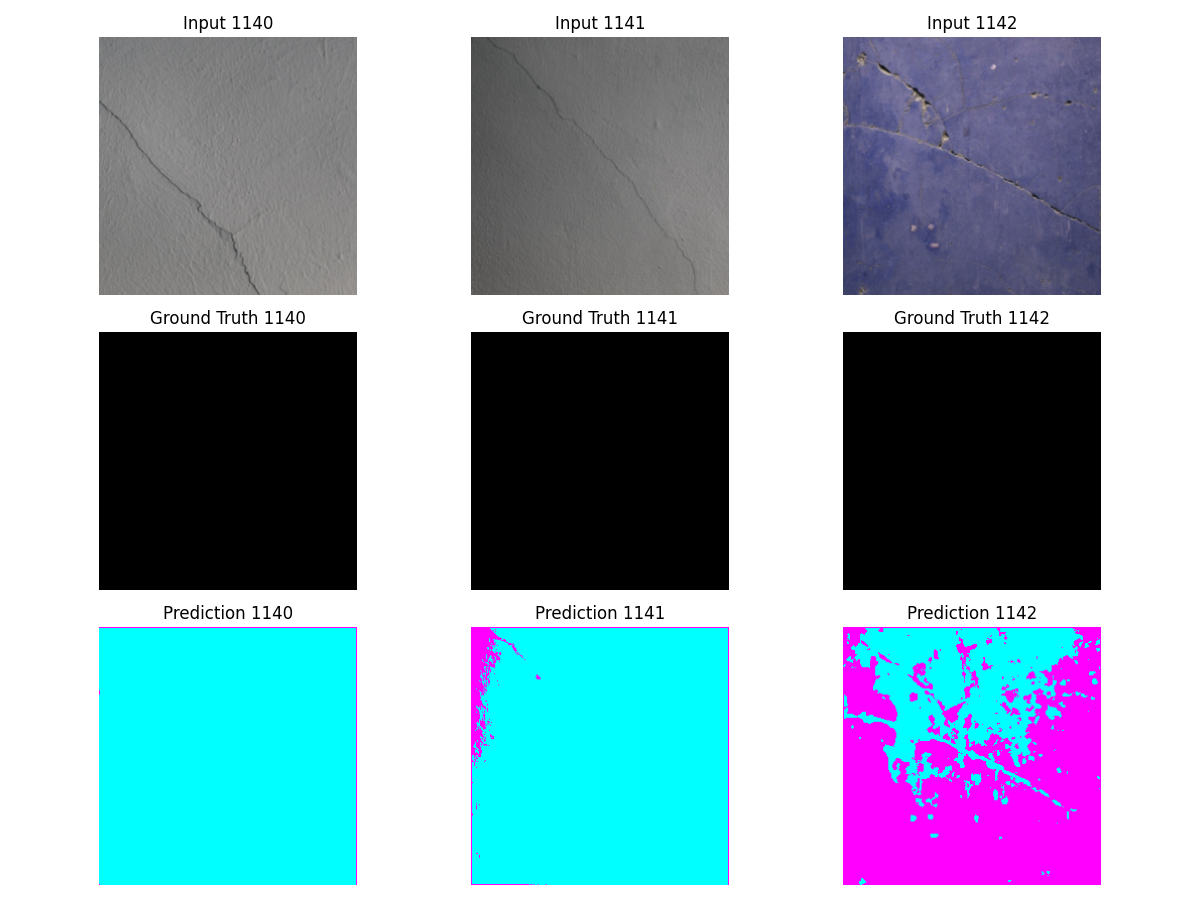 Input 1140
Input 1141
Input 1142
Ground Truth 1140
Ground Truth 1141
Ground Truth 1142
Prediction 1140
Prediction 1141
Prediction 1142